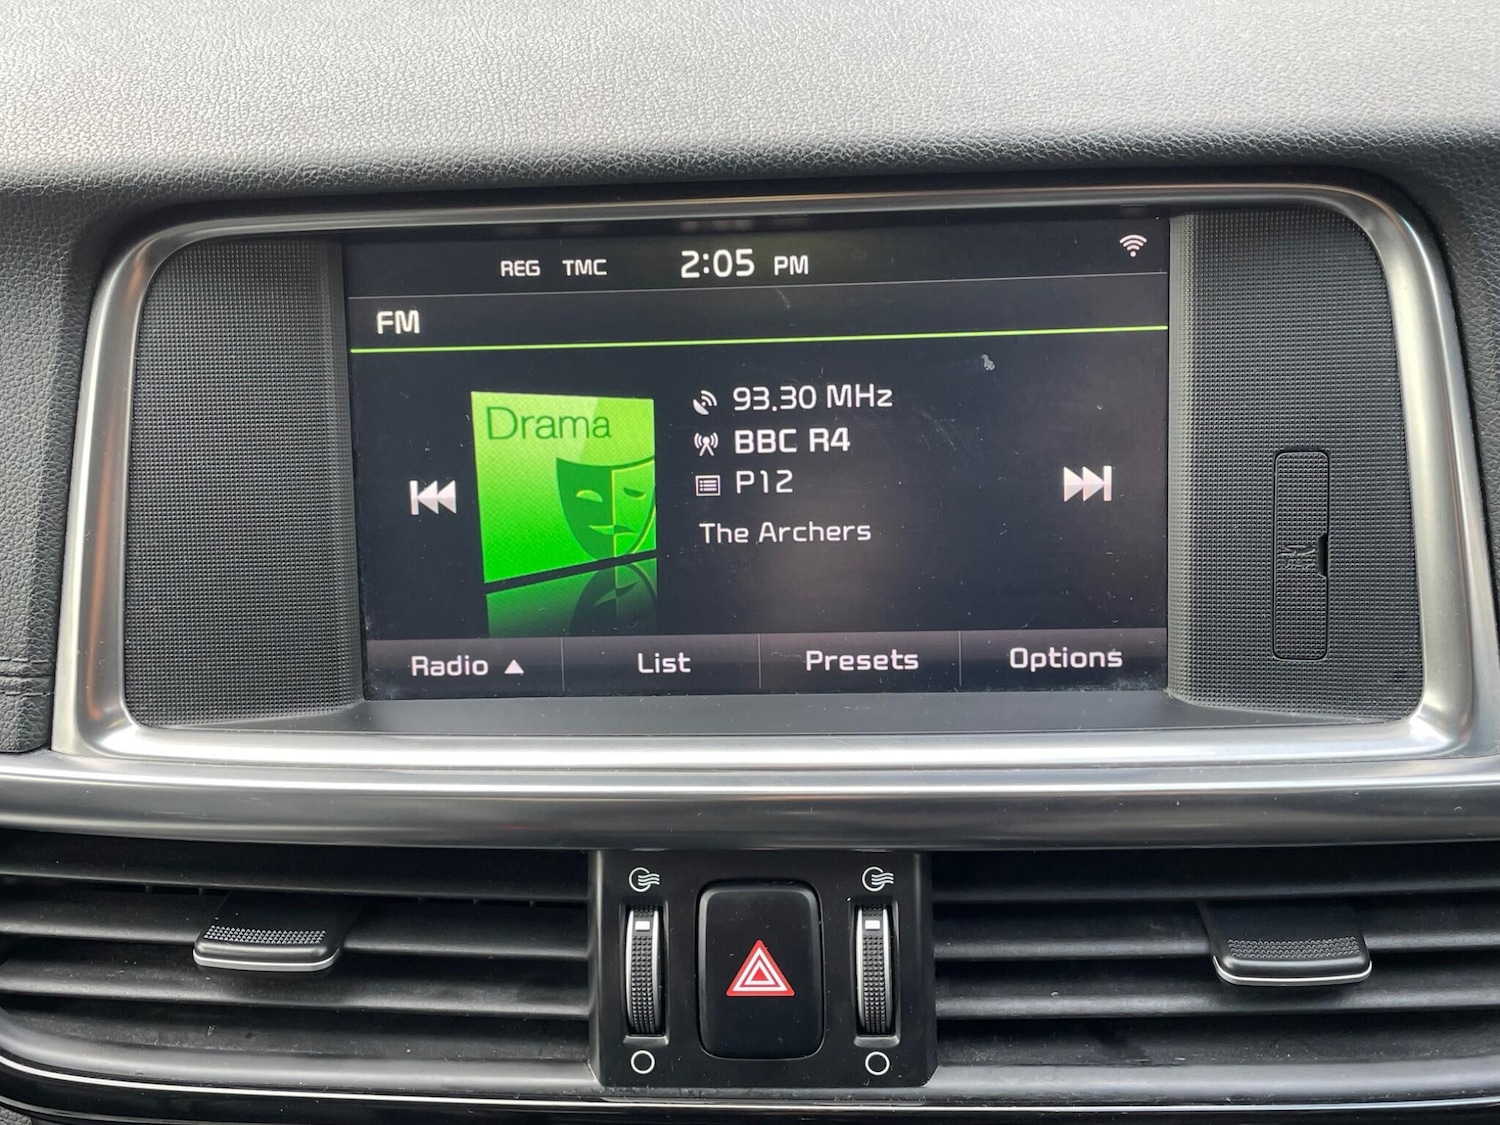 REG TMC 2:05 PM
FM
Drama
93.30 MHz
BBC R4
P12
The Archers
Radio ▲ List Presets Options